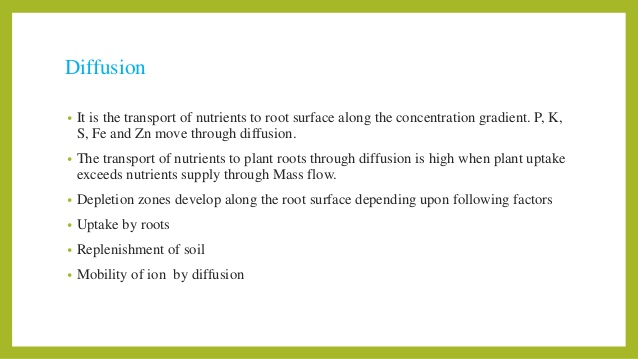 Diffusion
• It is the transport of nutrients to root surface along the concentration gradient. P, K,
S, Fe and Zn move through diffusion.
• The transport of nutrients to plant roots through diffusion is high when plant uptake
exceeds nutrients supply through Mass flow.
• Depletion zones develop along the root surface depending upon following factors
• Uptake by roots
• Replenishment of soil
• Mobility of ion by diffusion